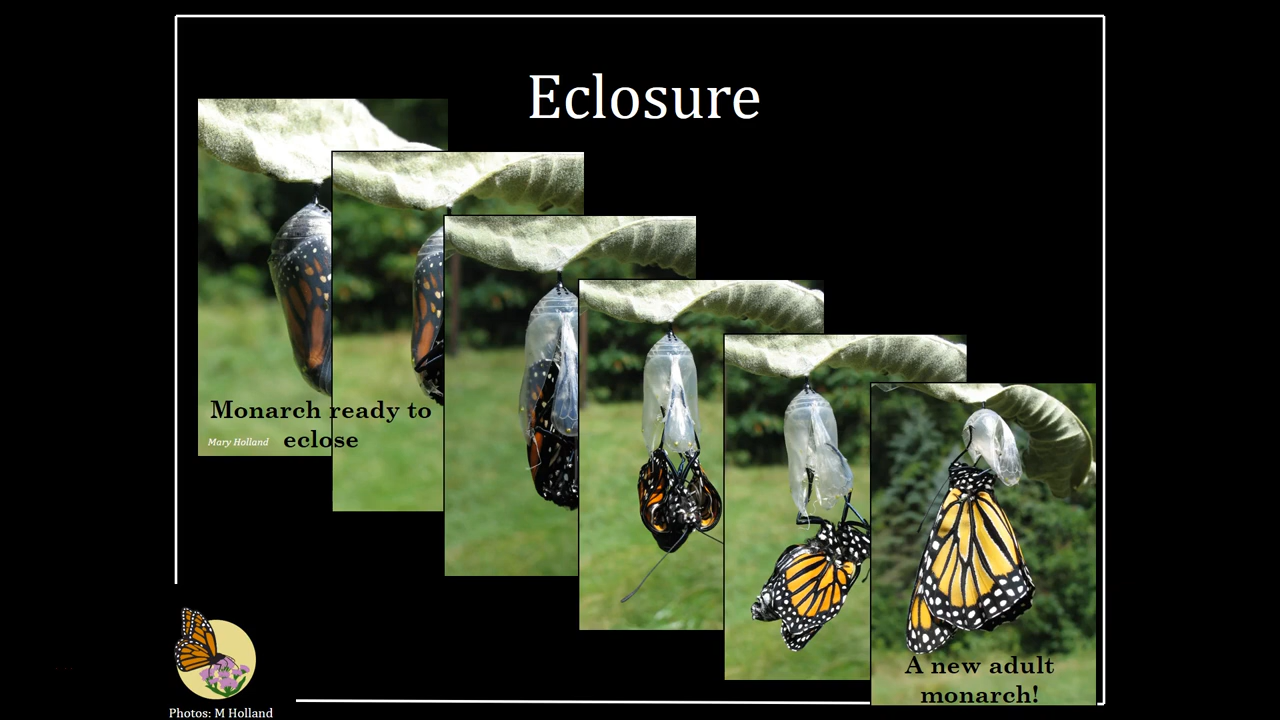 Eclosure
Monarch ready to
eclose
Mary Holland
A new adult
monarch!
Photos: M Holland